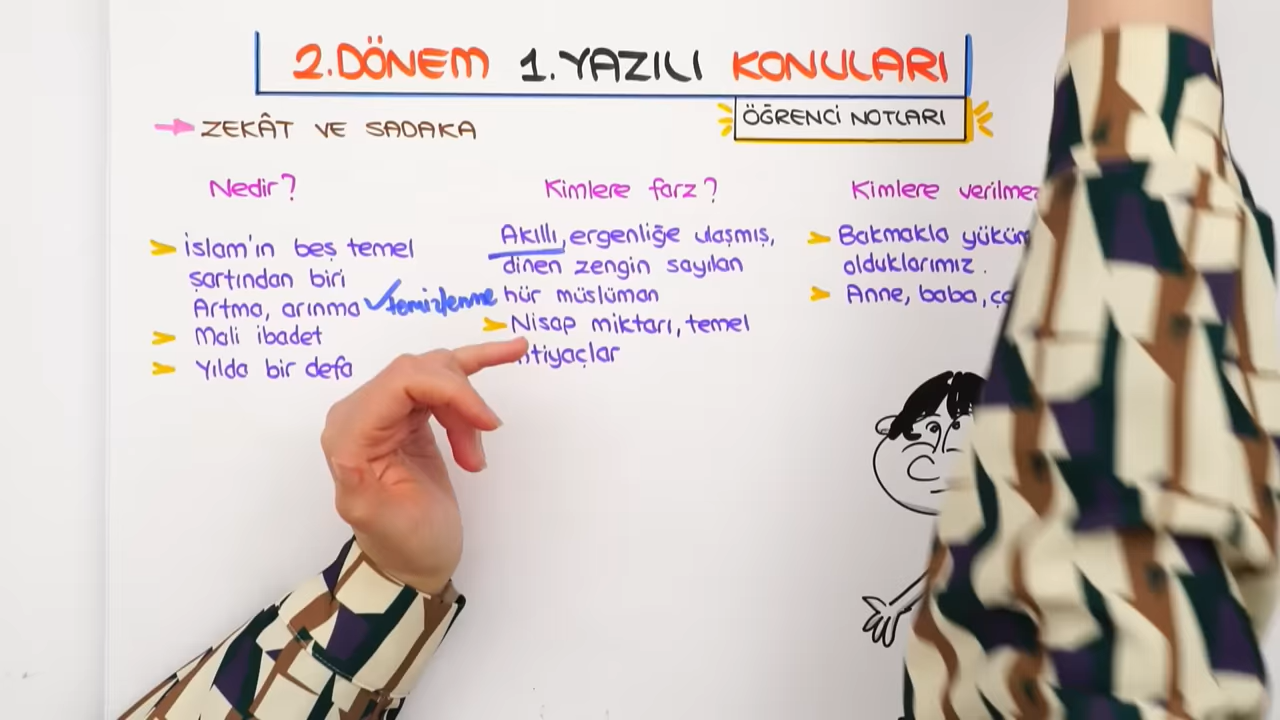 2.DÖNEM 1.YAZILI KONULARI
ÖĞRENCİ NOTLARI
ZEKÂT VE SADAKA
Nedir?
İslam'ın beş temel
şartından biri
Artma, arınma temizlenme
Mali ibadet
Yılda bir defa
Kimlere farz?
Akıllı, ergenliğe ulaşmış,
dinen zengin sayılan
hür müslüman
Nisap miktarı, temel
Kimlere
Bakmakla
olduklarımız.
Anne, baba,